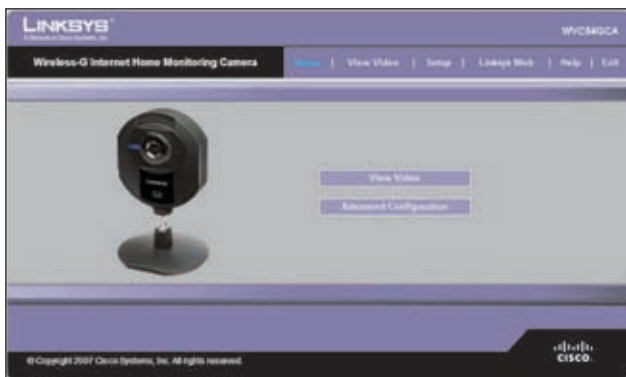 LINKSYS®
A Division of Cisco Systems, Inc.
WVC54GCA
Wireless-G Internet Home Monitoring Camera
Home | View Video | Setup | Linksys Web | Help | Exit
View Video
Advanced Configuration
© Copyright 2007 Cisco Systems, Inc. All rights reserved.
CISCO